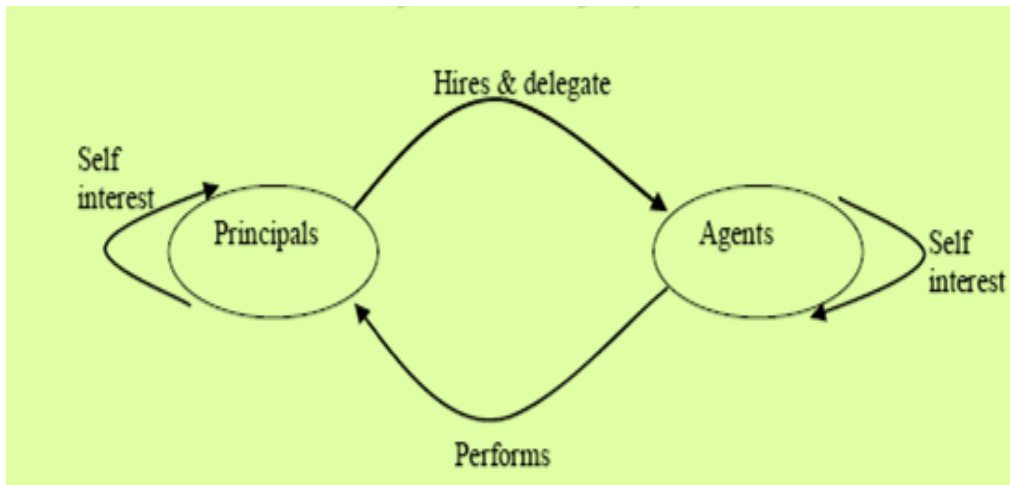 Hires & delegate
Self
interest
Principals
Agents
Self
interest
Performs